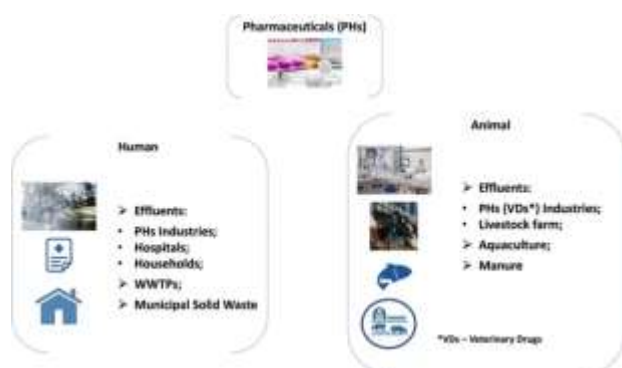 Pharmaceuticals (PHs)
Human
➢ Effluents:
• PHs Industries;
• Hospitals;
• Households;
➢ WWTPs;
➢ Municipal Solid Waste
Animal
➢ Effluents:
• PHs (VDs*) Industries;
• Livestock farm;
➢ Aquaculture;
➢ Manure
*VDs – Veterinary Drugs